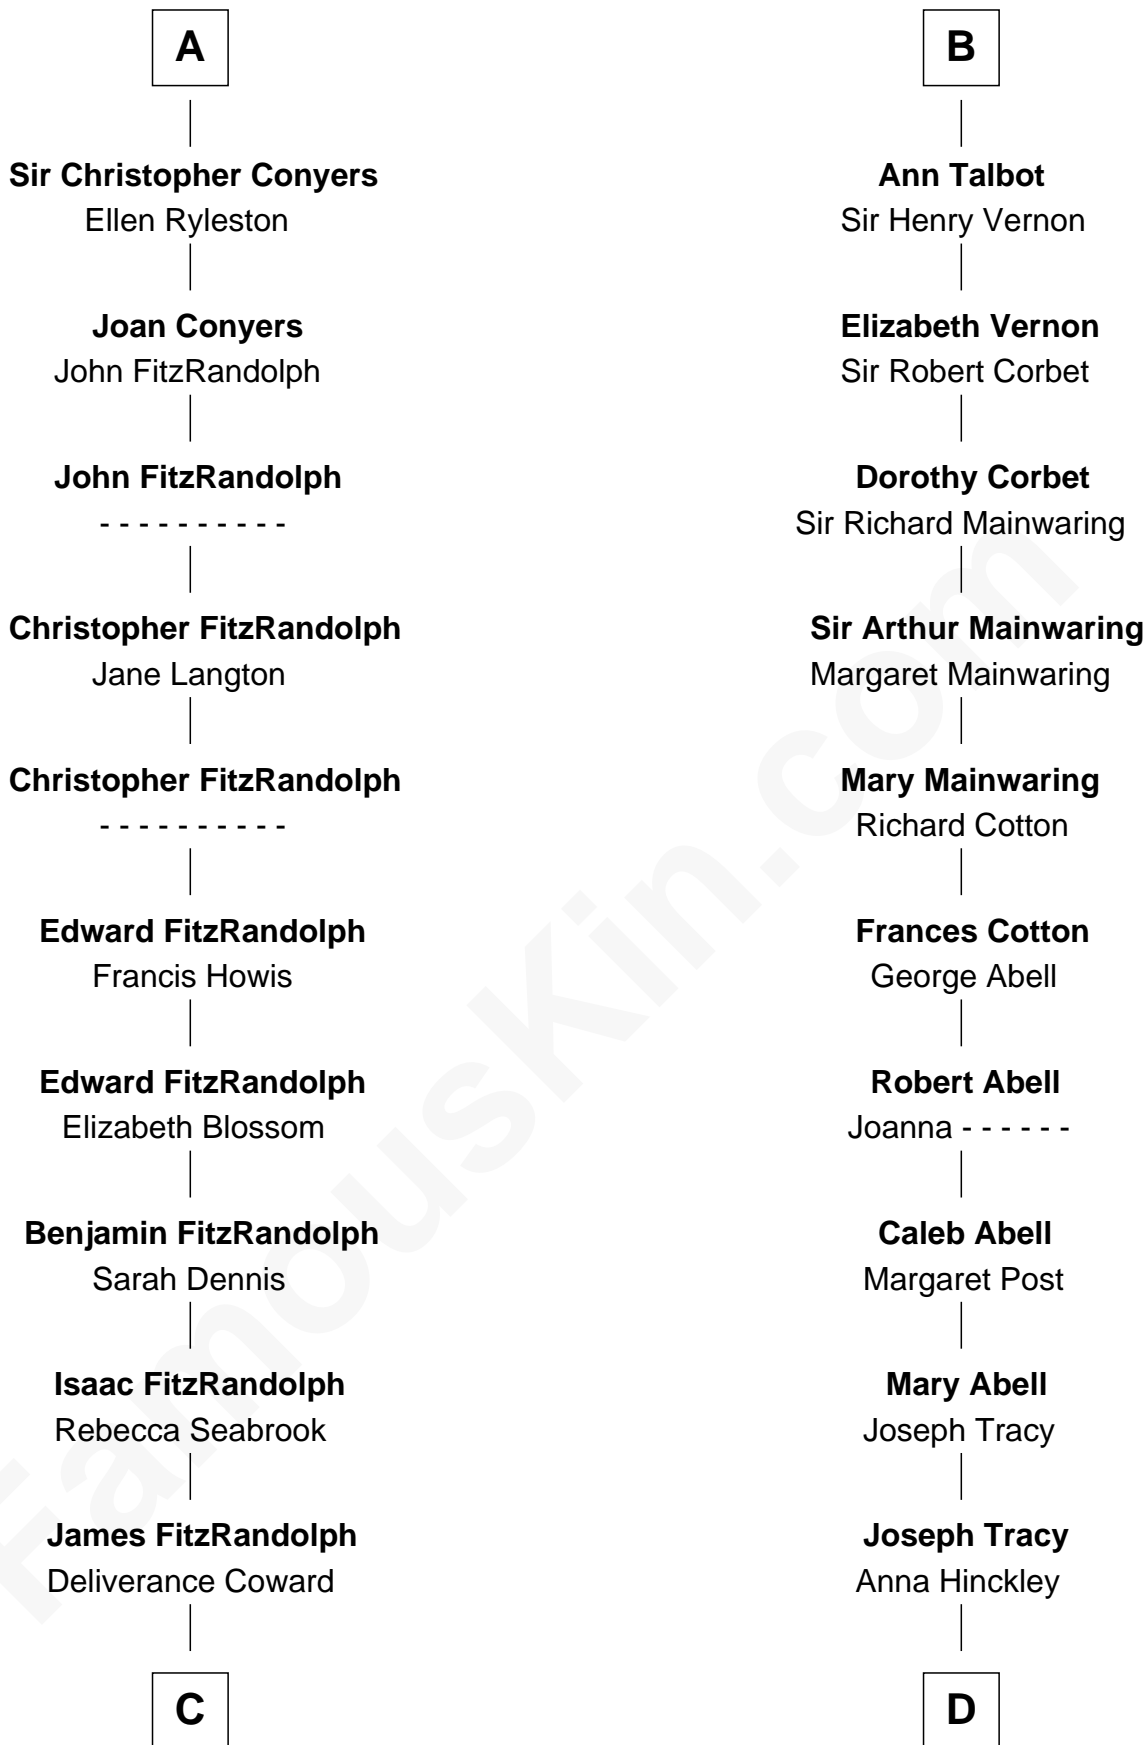 A
Sir Christopher Conyers
Ellen Ryleston
Joan Conyers
John FitzRandolph
John FitzRandolph
- - - - - - - - - -
Christopher FitzRandolph
Jane Langton
Christopher FitzRandolph
- - - - - - - - - -
Edward FitzRandolph
Francis Howis
Edward FitzRandolph
Elizabeth Blossom
Benjamin FitzRandolph
Sarah Dennis
Isaac FitzRandolph
Rebecca Seabrook
James FitzRandolph
Deliverance Coward
C
B
Ann Talbot
Sir Henry Vernon
Elizabeth Vernon
Sir Robert Corbet
Dorothy Corbet
Sir Richard Mainwaring
Sir Arthur Mainwaring
Margaret Mainwaring
Mary Mainwaring
Richard Cotton
Frances Cotton
George Abell
Robert Abell
Joanna - - - - - -
Caleb Abell
Margaret Post
Mary Abell
Joseph Tracy
Joseph Tracy
Anna Hinckley
D
FamousKin.com